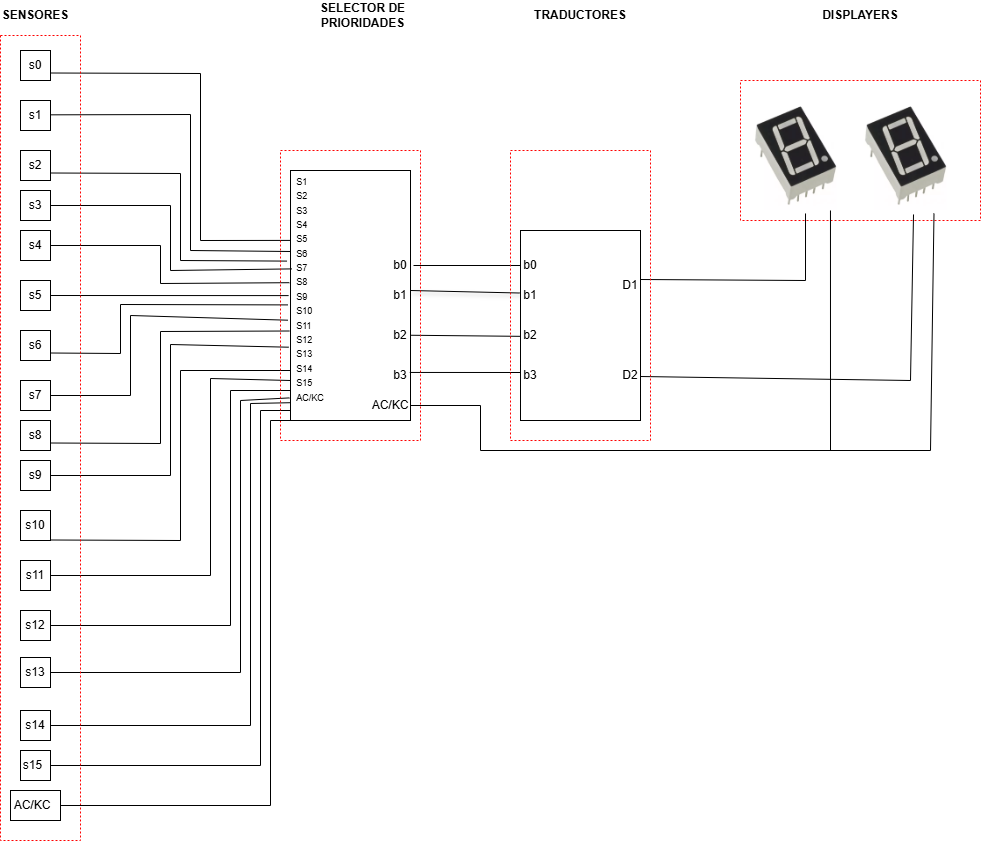 SENSORES
SELECTOR DE
PRIORIDADES
TRADUCTORES
DISPLAYERS
s0
s1
s2
s3
s4
s5
s6
s7
s8
s9
s10
s11
s12
s13
s14
s15
AC/KC
S1
S2
S3
S4
S5
S6
S7
S8
S9
S10
S11
S12
S13
S14
S15
AC/KC
b0
b1
b2
b3
AC/KC
b0
b1
b2
b3
D1
D2